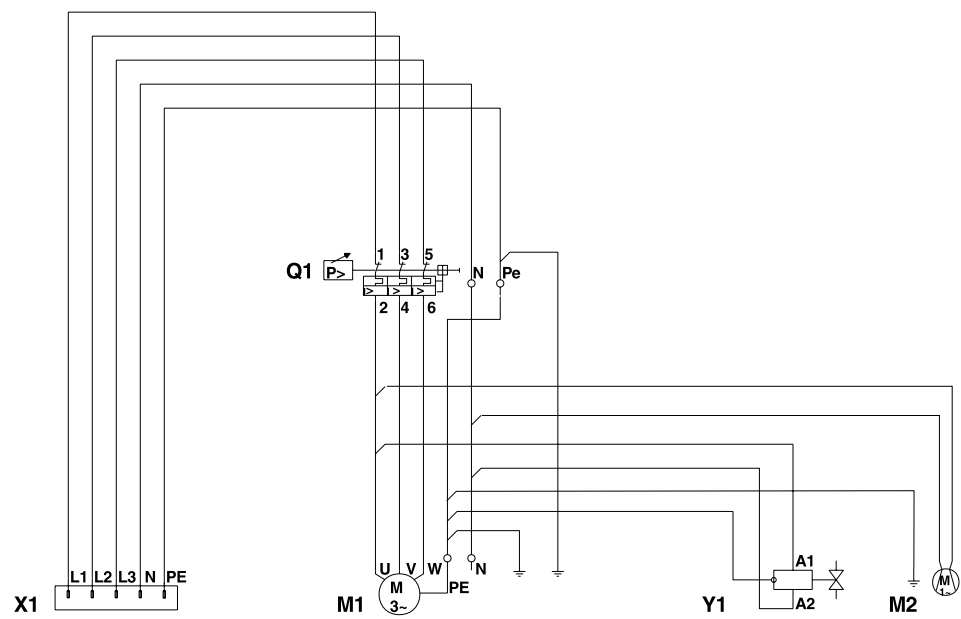 1 3 5
Q1 P> N Pe
I> I> I>
2 4 6
L1 L2 L3 N PE
X1
U V W N
M1 M 3~ PE
A1
Y1 A2
M2 M 1~